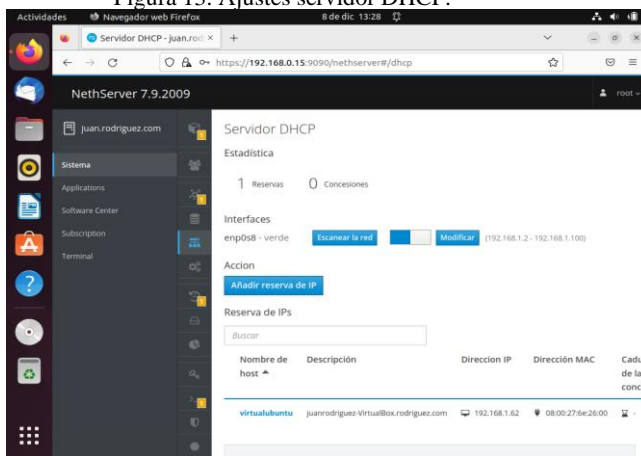 Figura 15. Ajustes servidor DHCP.
Actividades Navegador web Firefox 8 de dic 13:28
Servidor DHCP - juan.rod
https://192.168.0.15:9090/nethserver#/dhcp
NethServer 7.9.2009 root
juan.rodriguez.com
Sistema
Applications
Software Center
Subscription
Terminal
Servidor DHCP
Estadística
1 Reservas 0 Concesiones
Interfaces
enp0s8 - verde Escanear la red Modificar (192.168.1.2 - 192.168.1.100)
Accion
Añadir reserva de IP
Reserva de IPs
Buscar
Nombre de host Descripción Direccion IP Dirección MAC Cadu de la conc
virtualubuntu juanrodriguez-VirtualBox.rodriguez.com 192.168.1.62 08:00:27:6e:26:00 -